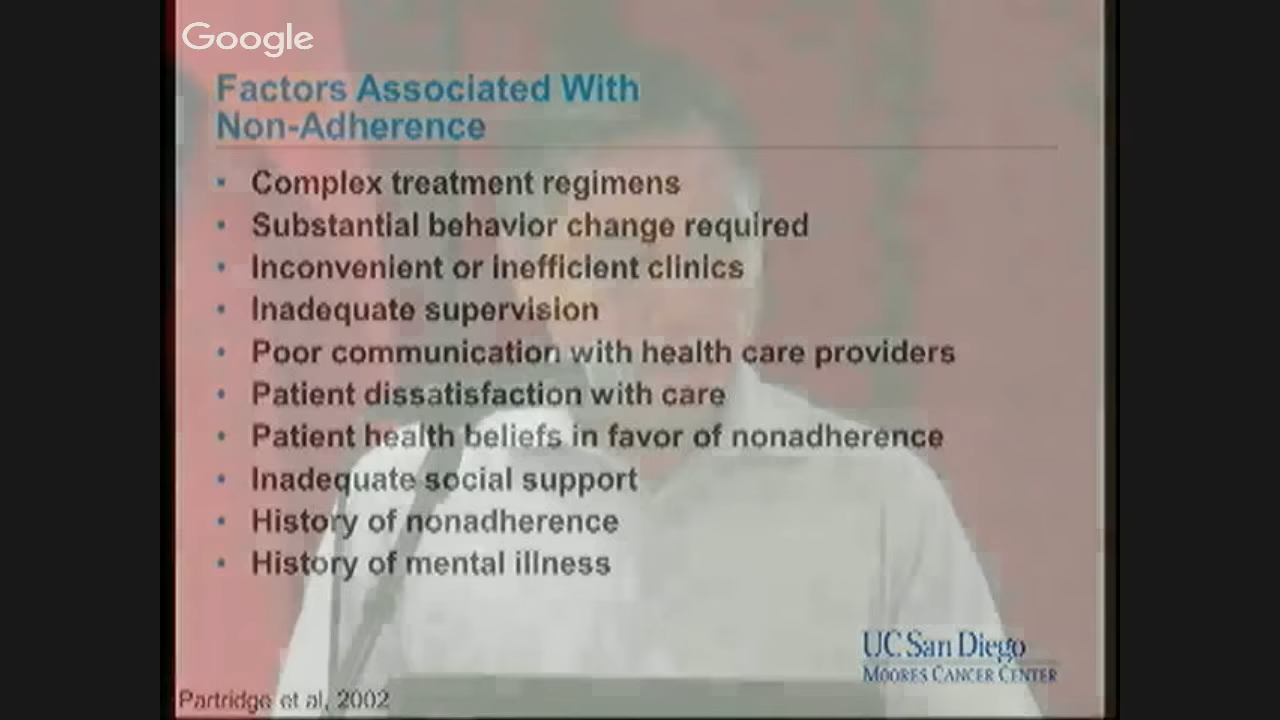 Google
Factors Associated With
Non-Adherence
• Complex treatment regimens
• Substantial behavior change required
• Inconvenient or inefficient clinics
• Inadequate supervision
• Poor communication with health care providers
• Patient dissatisfaction with care
• Patient health beliefs in favor of nonadherence
• Inadequate social support
• History of nonadherence
• History of mental illness
UC San Diego
MOORES CANCER CENTER
Partridge et al, 2002